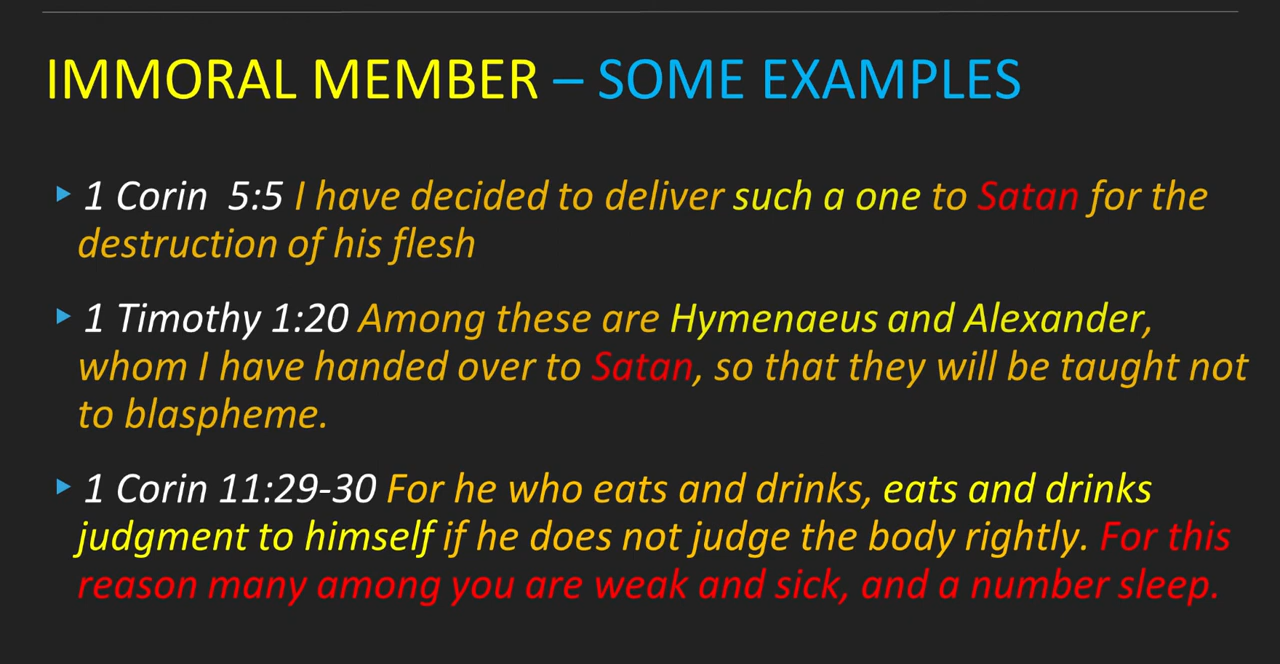 IMMORAL MEMBER – SOME EXAMPLES
1 Corin 5:5 I have decided to deliver such a one to Satan for the
destruction of his flesh
1 Timothy 1:20 Among these are Hymenaeus and Alexander,
whom I have handed over to Satan, so that they will be taught not
to blaspheme.
1 Corin 11:29-30 For he who eats and drinks, eats and drinks
judgment to himself if he does not judge the body rightly. For this
reason many among you are weak and sick, and a number sleep.